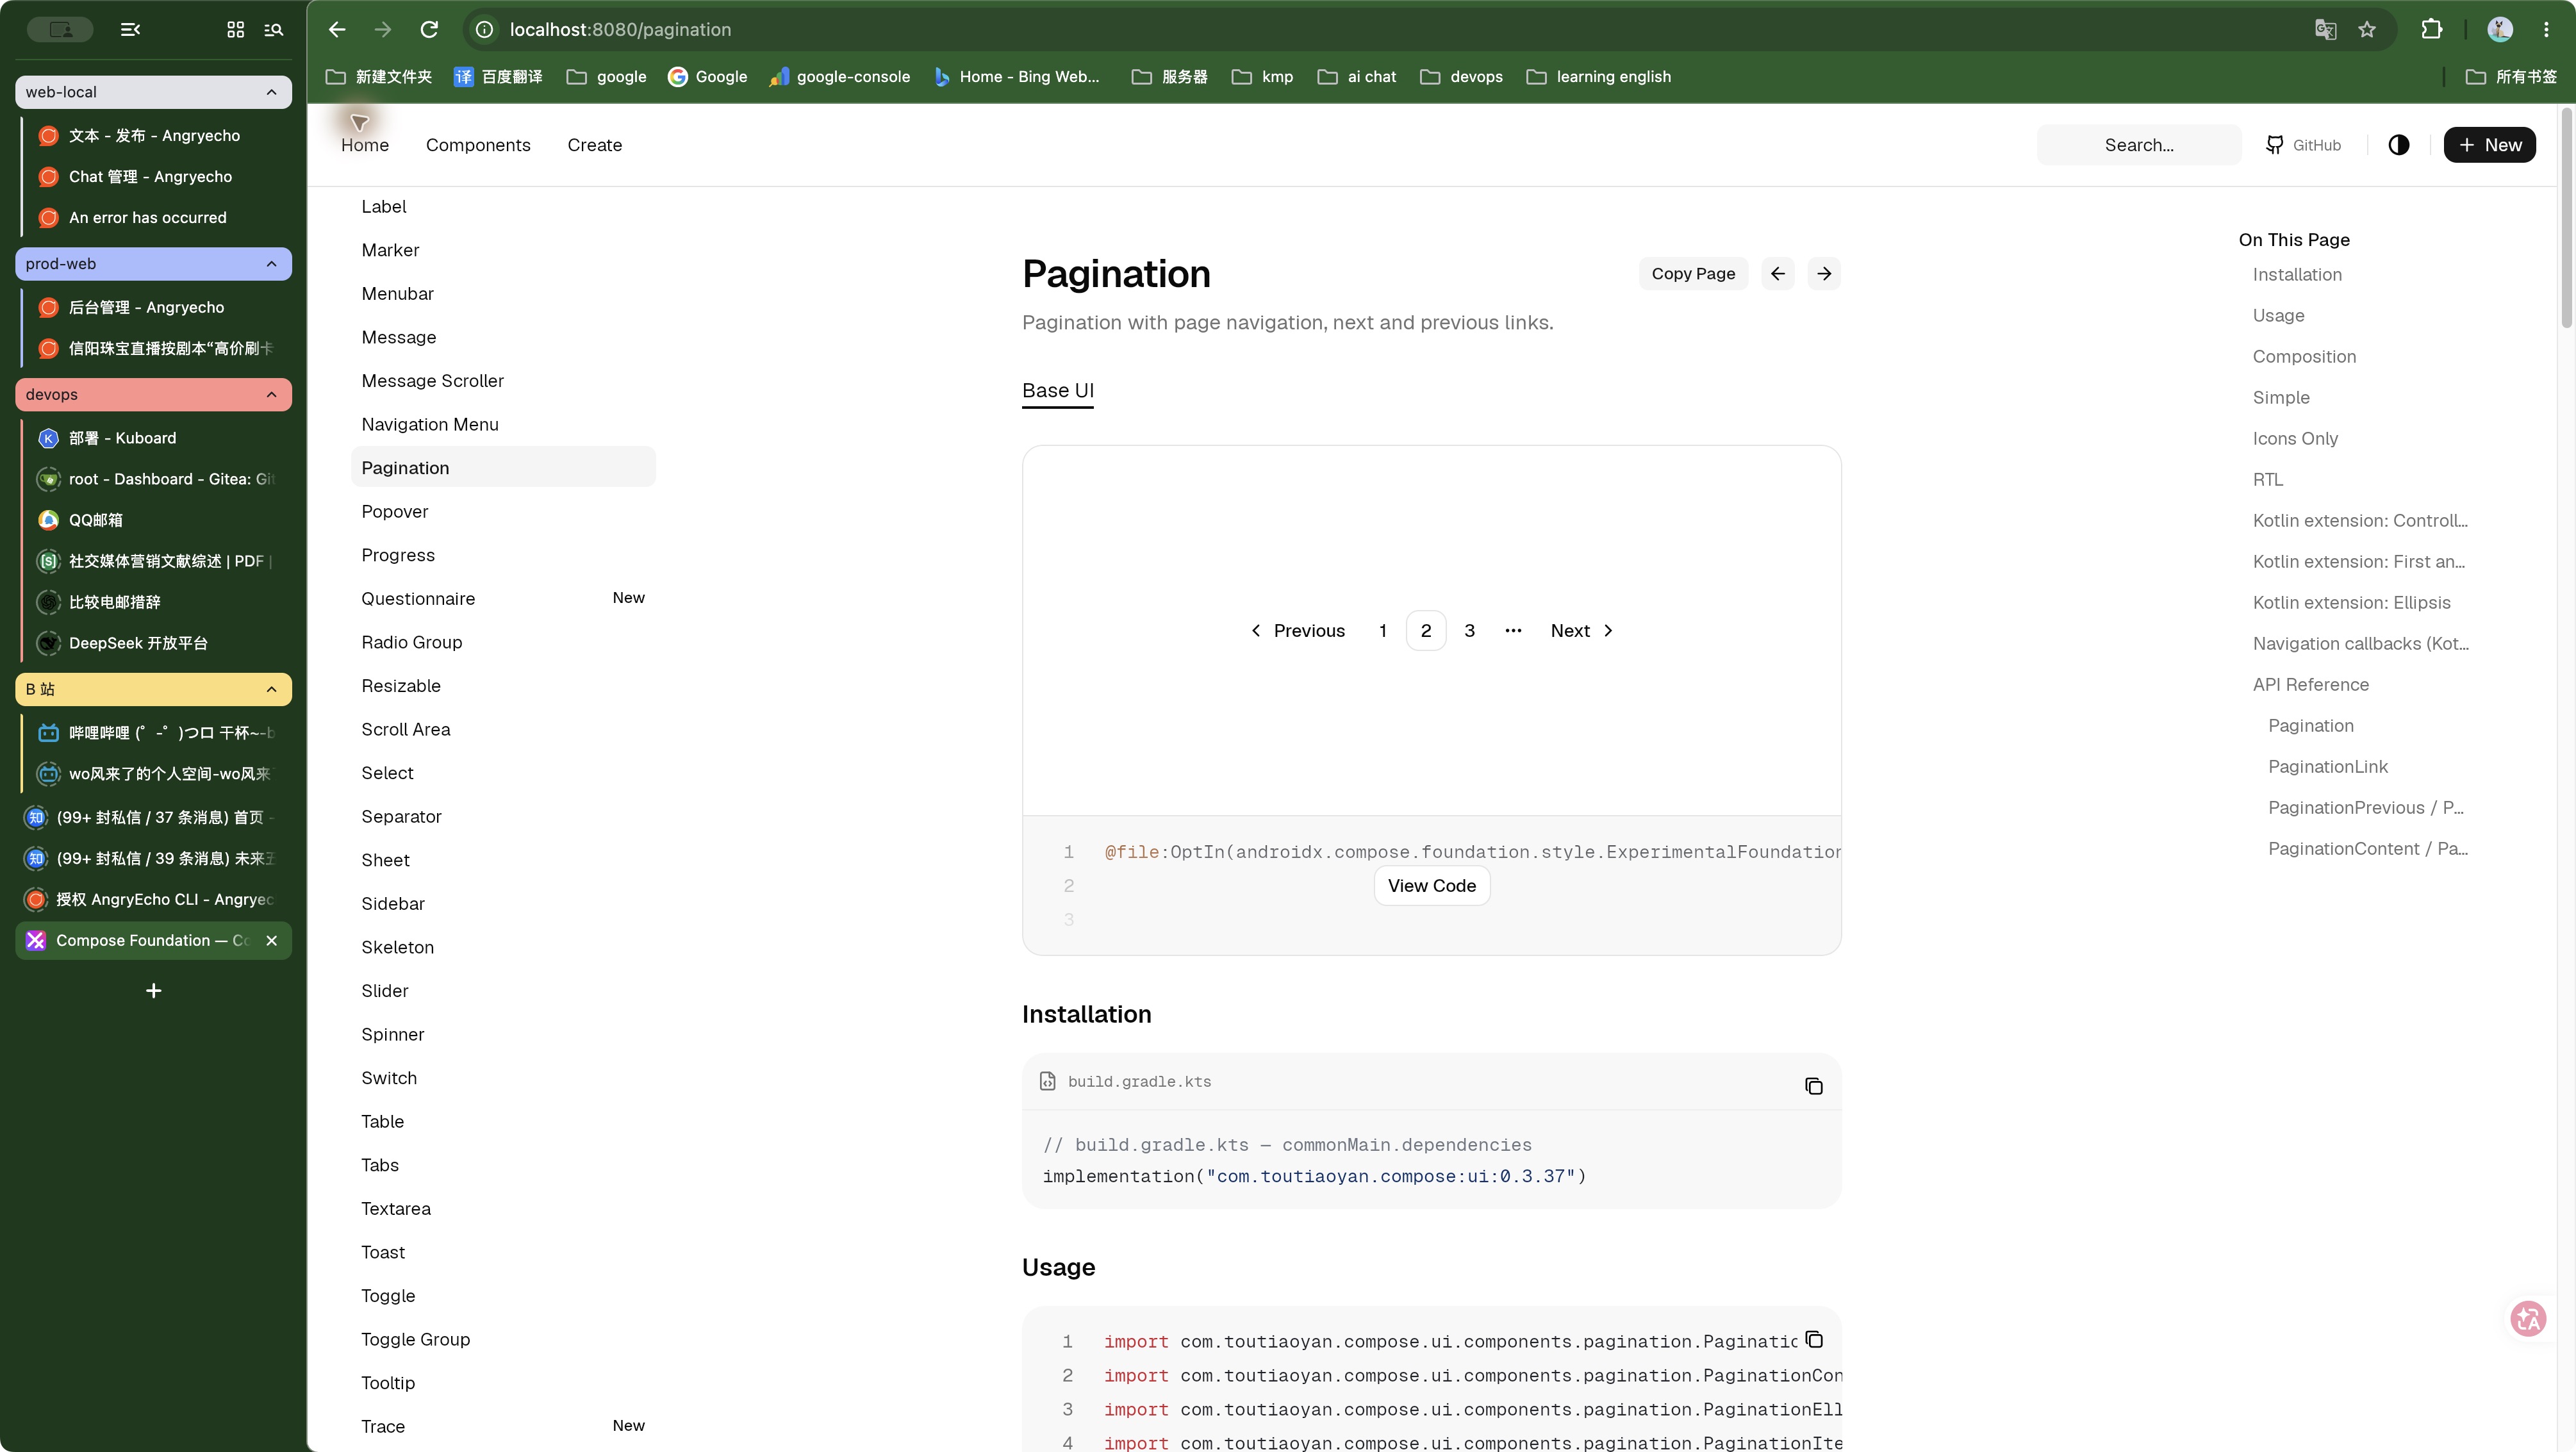 localhost:8080/pagination
新建文件夹
百度翻译
google
Google
google-console
Home - Bing Web...
服务器
kmp
ai chat
devops
learning english
所有书签
web-local
文本 - 发布 - Angryecho
Chat 管理 - Angryecho
An error has occurred
prod-web
后台管理 - Angryecho
信阳珠宝直播按剧本“高价刷卡
devops
部署 - Kuboard
root - Dashboard - Gitea: Git
QQ邮箱
社交媒体营销文献综述 | PDF |
比较电邮措辞
DeepSeek 开放平台
B 站
哔哩哔哩 (゜-゜)つロ 干杯~-b
wo风来了的个人空间-wo风来
(99+ 封私信 / 37 条消息) 首页 -
(99+ 封私信 / 39 条消息) 未来五
授权 AngryEcho CLI - Angryec
Compose Foundation — Co
Home
Components
Create
Search...
GitHub
New
Label
Marker
Menubar
Message
Message Scroller
Navigation Menu
Pagination
Popover
Progress
Questionnaire New
Radio Group
Resizable
Scroll Area
Select
Separator
Sheet
Sidebar
Skeleton
Slider
Spinner
Switch
Table
Tabs
Textarea
Toast
Toggle
Toggle Group
Tooltip
Trace New
Pagination
Copy Page
Pagination with page navigation, next and previous links.
Base UI
Previous 1 2 3 ••• Next
1 @file:OptIn(androidx.compose.foundation.style.ExperimentalFoundation
2
View Code
3
Installation
build.gradle.kts
// build.gradle.kts — commonMain.dependencies
implementation("com.toutiaoyan.compose:ui:0.3.37")
Usage
1 import com.toutiaoyan.compose.ui.components.pagination.Paginatic
2 import com.toutiaoyan.compose.ui.components.pagination.PaginationCon
3 import com.toutiaoyan.compose.ui.components.pagination.PaginationEll
4 import com.toutiaoyan.compose.ui.components.pagination.PaginationIte
On This Page
Installation
Usage
Composition
Simple
Icons Only
RTL
Kotlin extension: Controll...
Kotlin extension: First an...
Kotlin extension: Ellipsis
Navigation callbacks (Kot...
API Reference
Pagination
PaginationLink
PaginationPrevious / P...
PaginationContent / Pa...